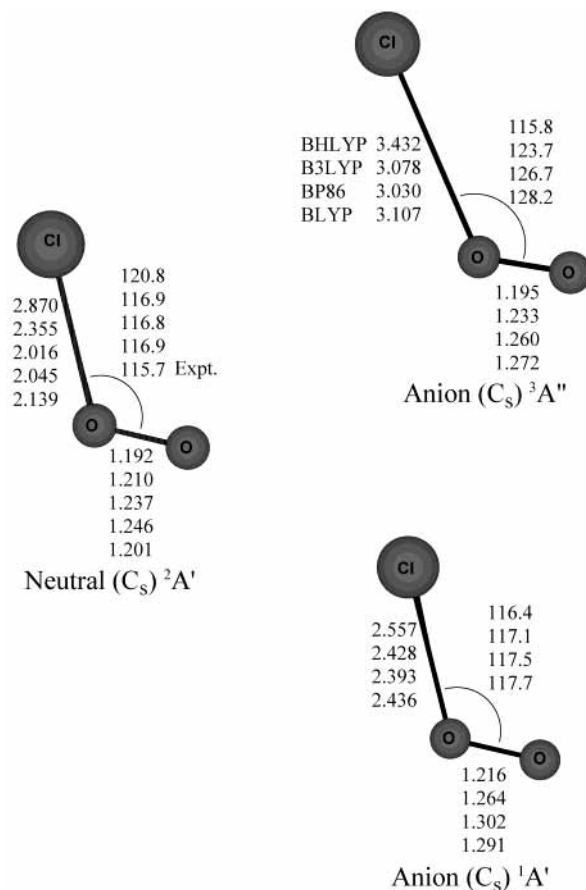 Cl
BHLYP 3.432
B3LYP 3.078
BP86 3.030
BLYP 3.107
115.8
123.7
126.7
128.2
O
O
1.195
1.233
1.260
1.272
Anion (Cs) ³A"
Cl
2.870
2.355
2.016
2.045
2.139
120.8
116.9
116.8
116.9
115.7 Expt.
O
O
1.192
1.210
1.237
1.246
1.201
Neutral (Cs) ²A'
Cl
2.557
2.428
2.393
2.436
116.4
117.1
117.5
117.7
O
O
1.216
1.264
1.302
1.291
Anion (Cs) ¹A'